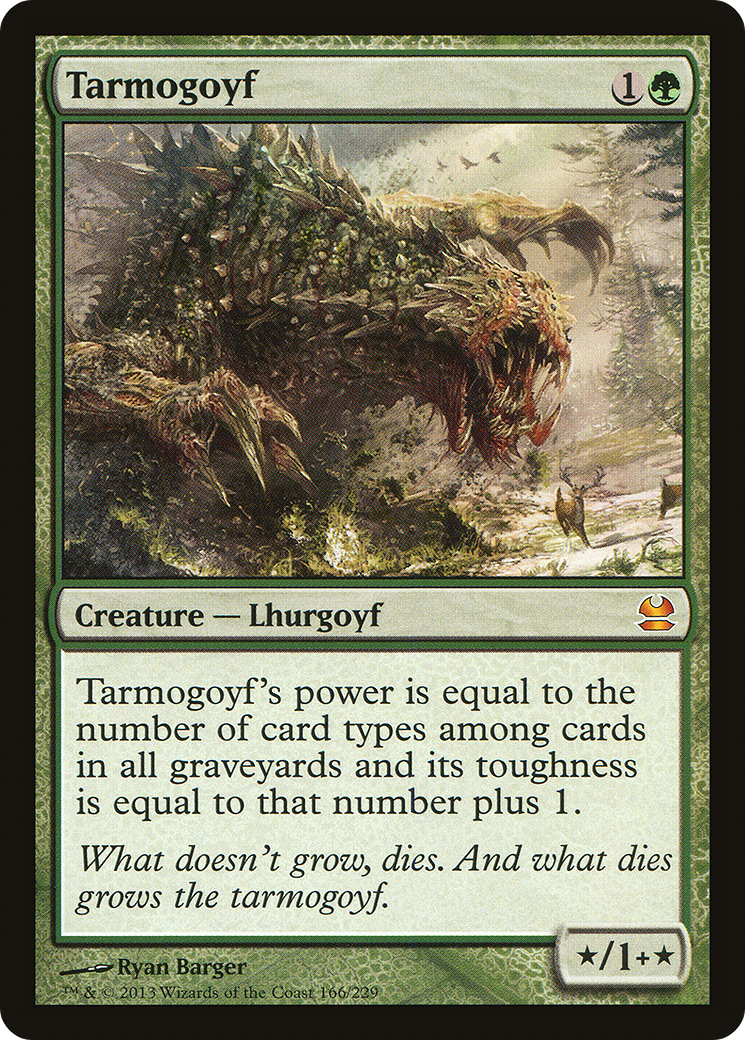 Tarmogoyf 1
Creature — Lhurgoyf
Tarmogoyf's power is equal to the
number of card types among cards
in all graveyards and its toughness
is equal to that number plus 1.
What doesn't grow, dies. And what dies
grows the tarmogoyf.
★/1+★
Ryan Barger
™ & © 2013 Wizards of the Coast 166/229